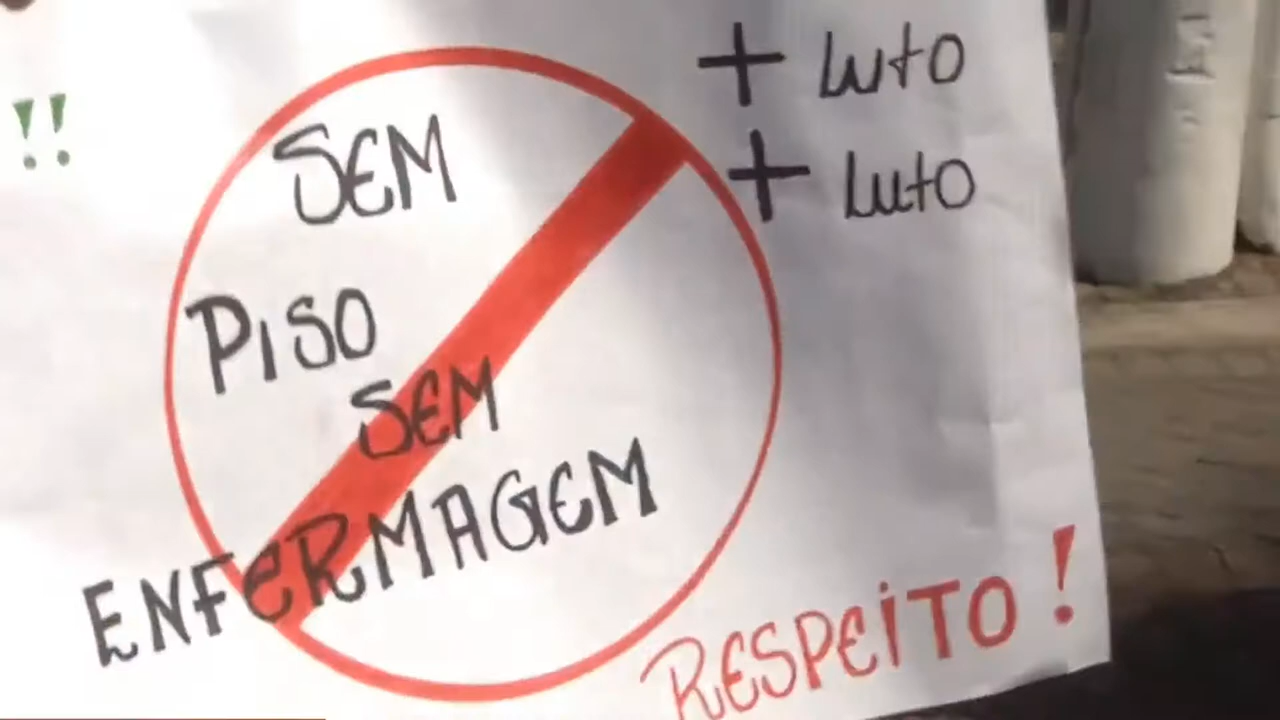 !!
SEM
PISO
SEM
ENFERMAGEM
+ luto
+ luto
RESPEITO!